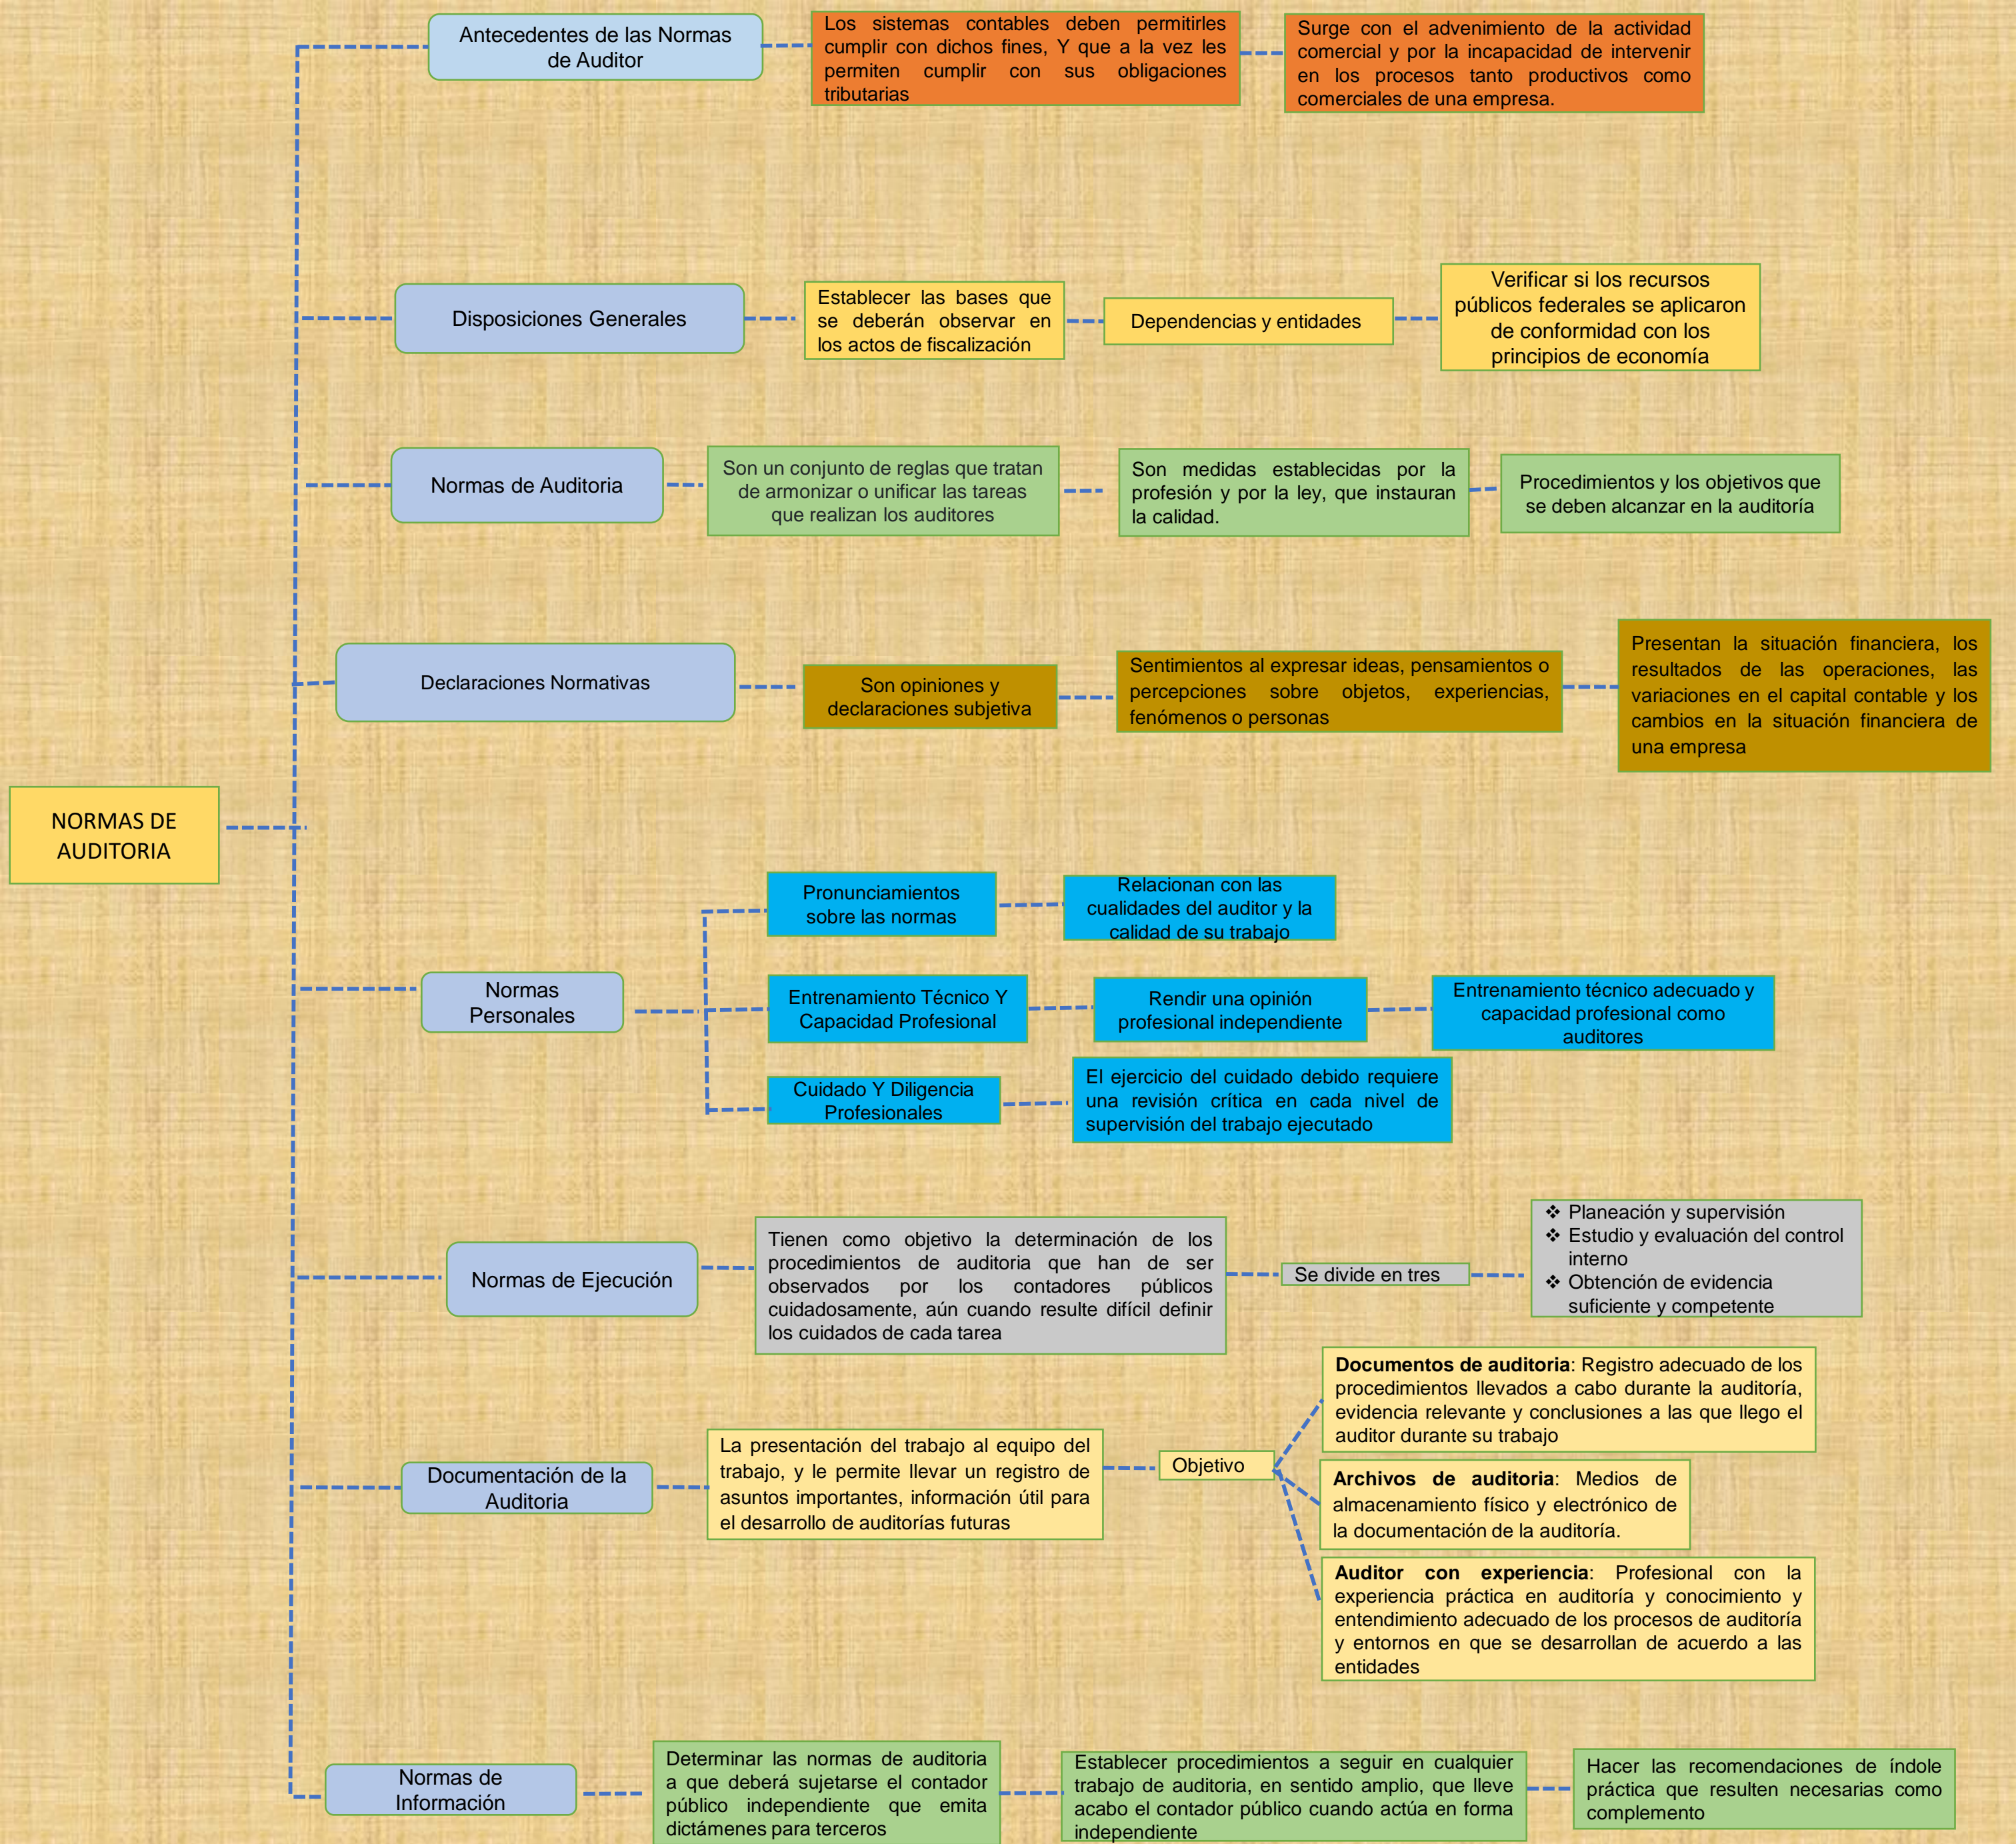 Antecedentes de las Normas
de Auditor
Los sistemas contables deben permitirles
cumplir con dichos fines, Y que a la vez les
permiten cumplir con sus obligaciones
tributarias
Surge con el advenimiento de la actividad
comercial y por la incapacidad de intervenir
en los procesos tanto productivos como
comerciales de una empresa.
Disposiciones Generales
Establecer las bases que
se deberán observar en
los actos de fiscalización
Dependencias y entidades
Verificar si los recursos
públicos federales se aplicaron
de conformidad con los
principios de economía
Normas de Auditoria
Son un conjunto de reglas que tratan
de armonizar o unificar las tareas
que realizan los auditores
Son medidas establecidas por la
profesión y por la ley, que instauran
la calidad.
Procedimientos y los objetivos que
se deben alcanzar en la auditoría
Declaraciones Normativas
Son opiniones y
declaraciones subjetiva
Sentimientos al expresar ideas, pensamientos o
percepciones sobre objetos, experiencias,
fenómenos o personas
Presentan la situación financiera, los
resultados de las operaciones, las
variaciones en el capital contable y los
cambios en la situación financiera de
una empresa
NORMAS DE
AUDITORIA
Normas
Personales
Pronunciamientos
sobre las normas
Relacionan con las
cualidades del auditor y la
calidad de su trabajo
Entrenamiento Técnico Y
Capacidad Profesional
Rendir una opinión
profesional independiente
Entrenamiento técnico adecuado y
capacidad profesional como
auditores
Cuidado Y Diligencia
Profesionales
El ejercicio del cuidado debido requiere
una revisión crítica en cada nivel de
supervisión del trabajo ejecutado
Normas de Ejecución
Tienen como objetivo la determinación de los
procedimientos de auditoria que han de ser
observados por los contadores públicos
cuidadosamente, aún cuando resulte difícil definir
los cuidados de cada tarea
Se divide en tres
❖ Planeación y supervisión
❖ Estudio y evaluación del control
interno
❖ Obtención de evidencia
suficiente y competente
Documentación de la
Auditoria
La presentación del trabajo al equipo del
trabajo, y le permite llevar un registro de
asuntos importantes, información útil para
el desarrollo de auditorías futuras
Objetivo
Documentos de auditoria: Registro adecuado de los
procedimientos llevados a cabo durante la auditoría,
evidencia relevante y conclusiones a las que llego el
auditor durante su trabajo
Archivos de auditoria: Medios de
almacenamiento físico y electrónico de
la documentación de la auditoría.
Auditor con experiencia: Profesional con la
experiencia práctica en auditoría y conocimiento y
entendimiento adecuado de los procesos de auditoría
y entornos en que se desarrollan de acuerdo a las
entidades
Normas de
Información
Determinar las normas de auditoria
a que deberá sujetarse el contador
público independiente que emita
dictámenes para terceros
Establecer procedimientos a seguir en cualquier
trabajo de auditoria, en sentido amplio, que lleve
acabo el contador público cuando actúa en forma
independiente
Hacer las recomendaciones de índole
práctica que resulten necesarias como
complemento